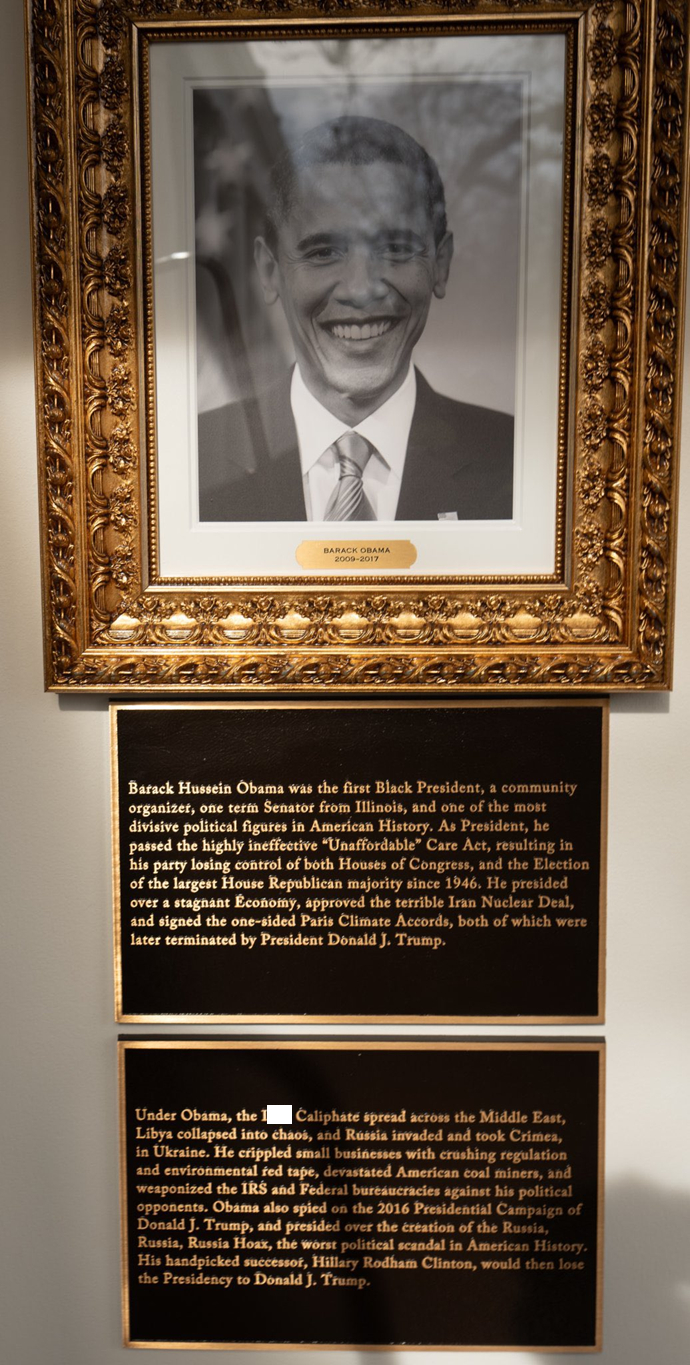 BARACK OBAMA
2009-2017
Barack Hussein Obama was the first Black President, a community
organizer, one term Senator from Illinois, and one of the most
divisive political figures in American History. As President, he
passed the highly ineffective “Unaffordable” Care Act, resulting in
his party losing control of both Houses of Congress, and the Election
of the largest House Republican majority since 1946. He presided
over a stagnant Economy, approved the terrible Iran Nuclear Deal,
and signed the one-sided Paris Climate Accords, both of which were
later terminated by President Donald J. Trump.
Under Obama, the Caliphate spread across the Middle East,
Libya collapsed into chaos, and Russia invaded and took Crimea,
in Ukraine. He crippled small businesses with crushing regulation
and environmental red tape, devastated American coal miners, and
weaponized the IRS and Federal bureaucracies against his political
opponents. Obama also spied on the 2016 Presidential Campaign of
Donald J. Trump, and presided over the creation of the Russia,
Russia, Russia Hoax, the worst political scandal in American History.
His handpicked successor, Hillary Rodham Clinton, would then lose
the Presidency to Donald J. Trump.